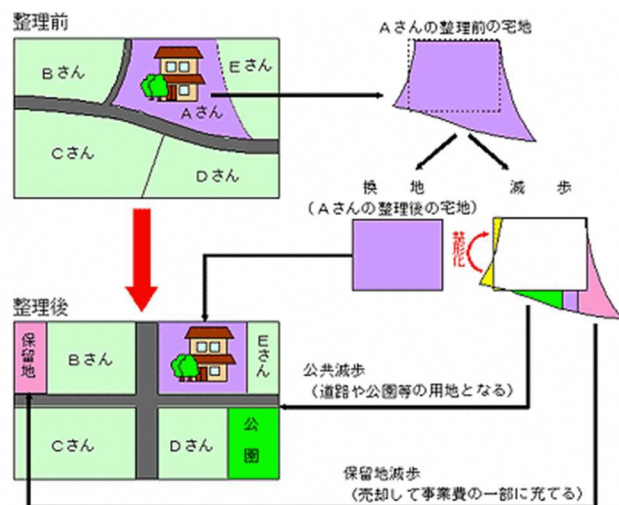 整理前
Aさんの整理前の宅地
Bさん
Eさん
Aさん
Cさん
Dさん
換地
減歩
(Aさんの整理後の宅地)
整形化
整理後
保留地
Bさん
Eさん
公共減歩
(道路や公園等の用地となる)
Cさん
Dさん
公園
保留地減歩
(売却して事業費の一部に充てる)